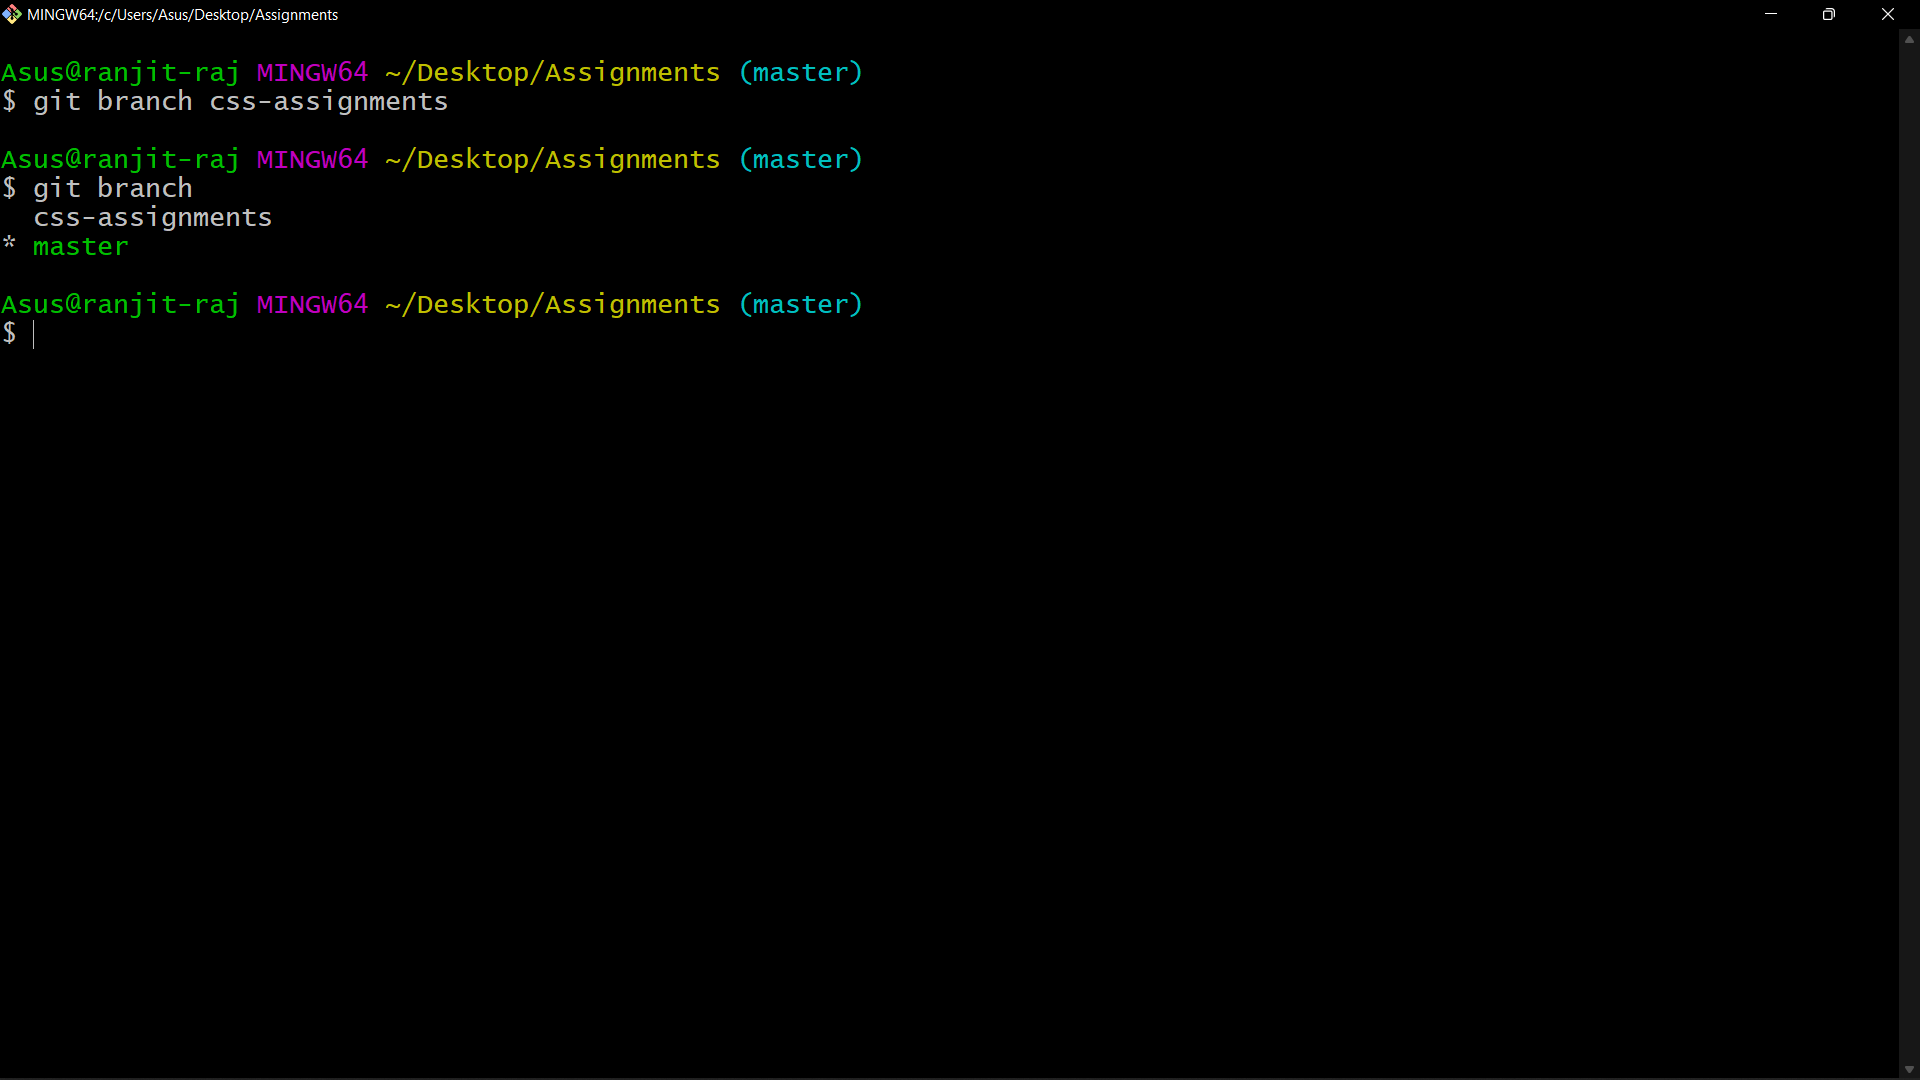 MINGW64:/c/Users/Asus/Desktop/Assignments
Asus@ranjit-raj MINGW64 ~/Desktop/Assignments (master)
$ git branch css-assignments
Asus@ranjit-raj MINGW64 ~/Desktop/Assignments (master)
$ git branch
  css-assignments
* master
Asus@ranjit-raj MINGW64 ~/Desktop/Assignments (master)
$